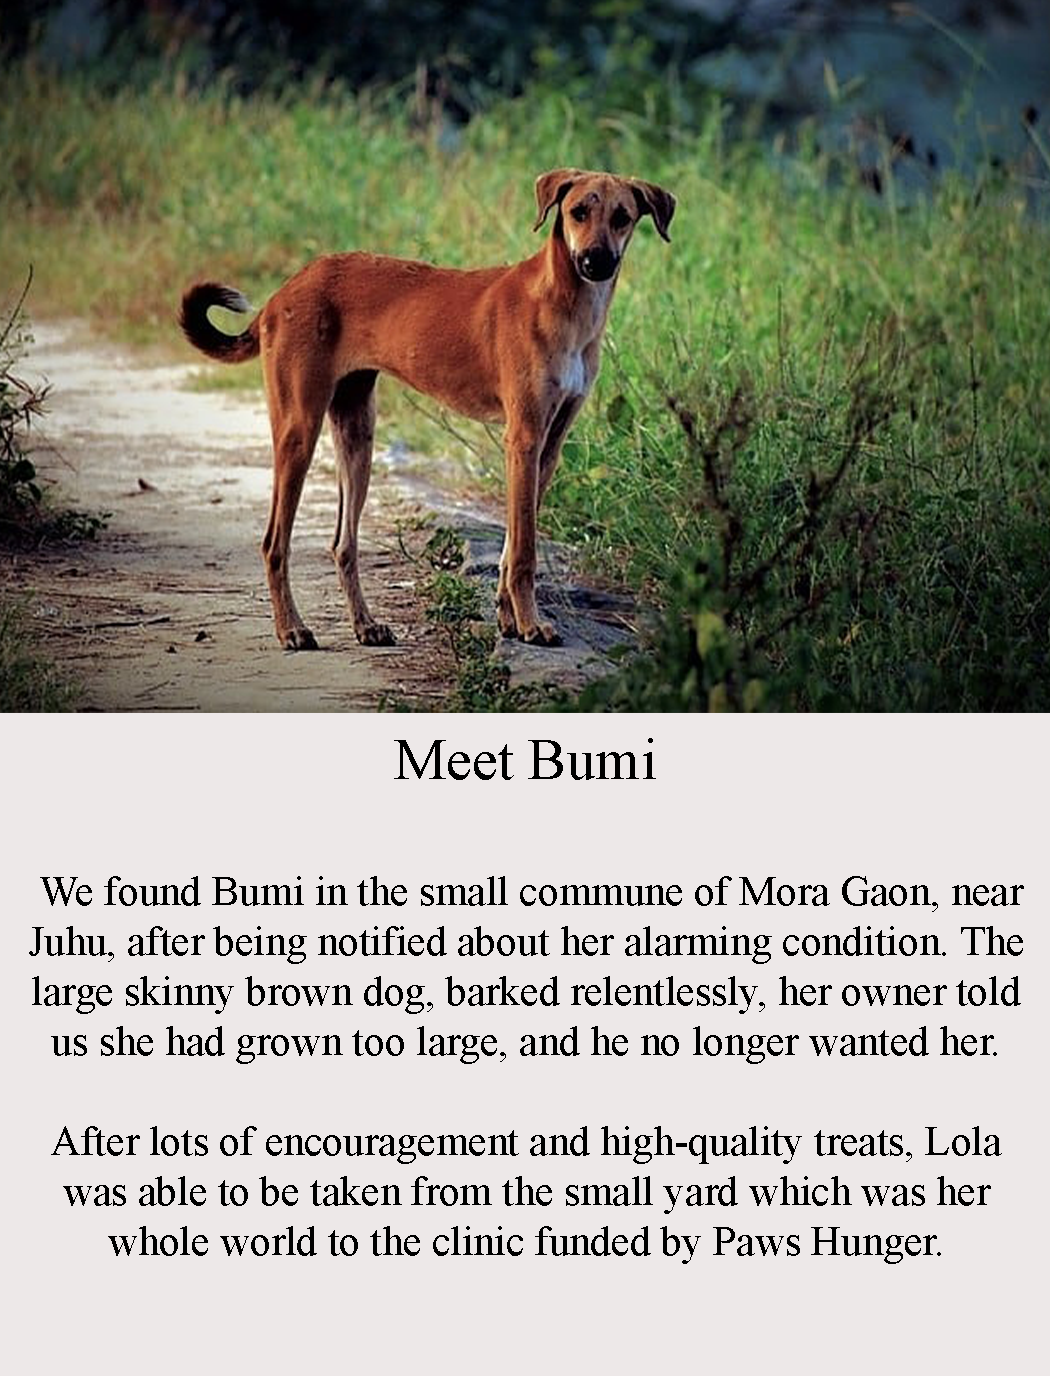 Meet Bumi
We found Bumi in the small commune of Mora Gaon, near
Juhu, after being notified about her alarming condition. The
large skinny brown dog, barked relentlessly, her owner told
us she had grown too large, and he no longer wanted her.
After lots of encouragement and high-quality treats, Lola
was able to be taken from the small yard which was her
whole world to the clinic funded by Paws Hunger.